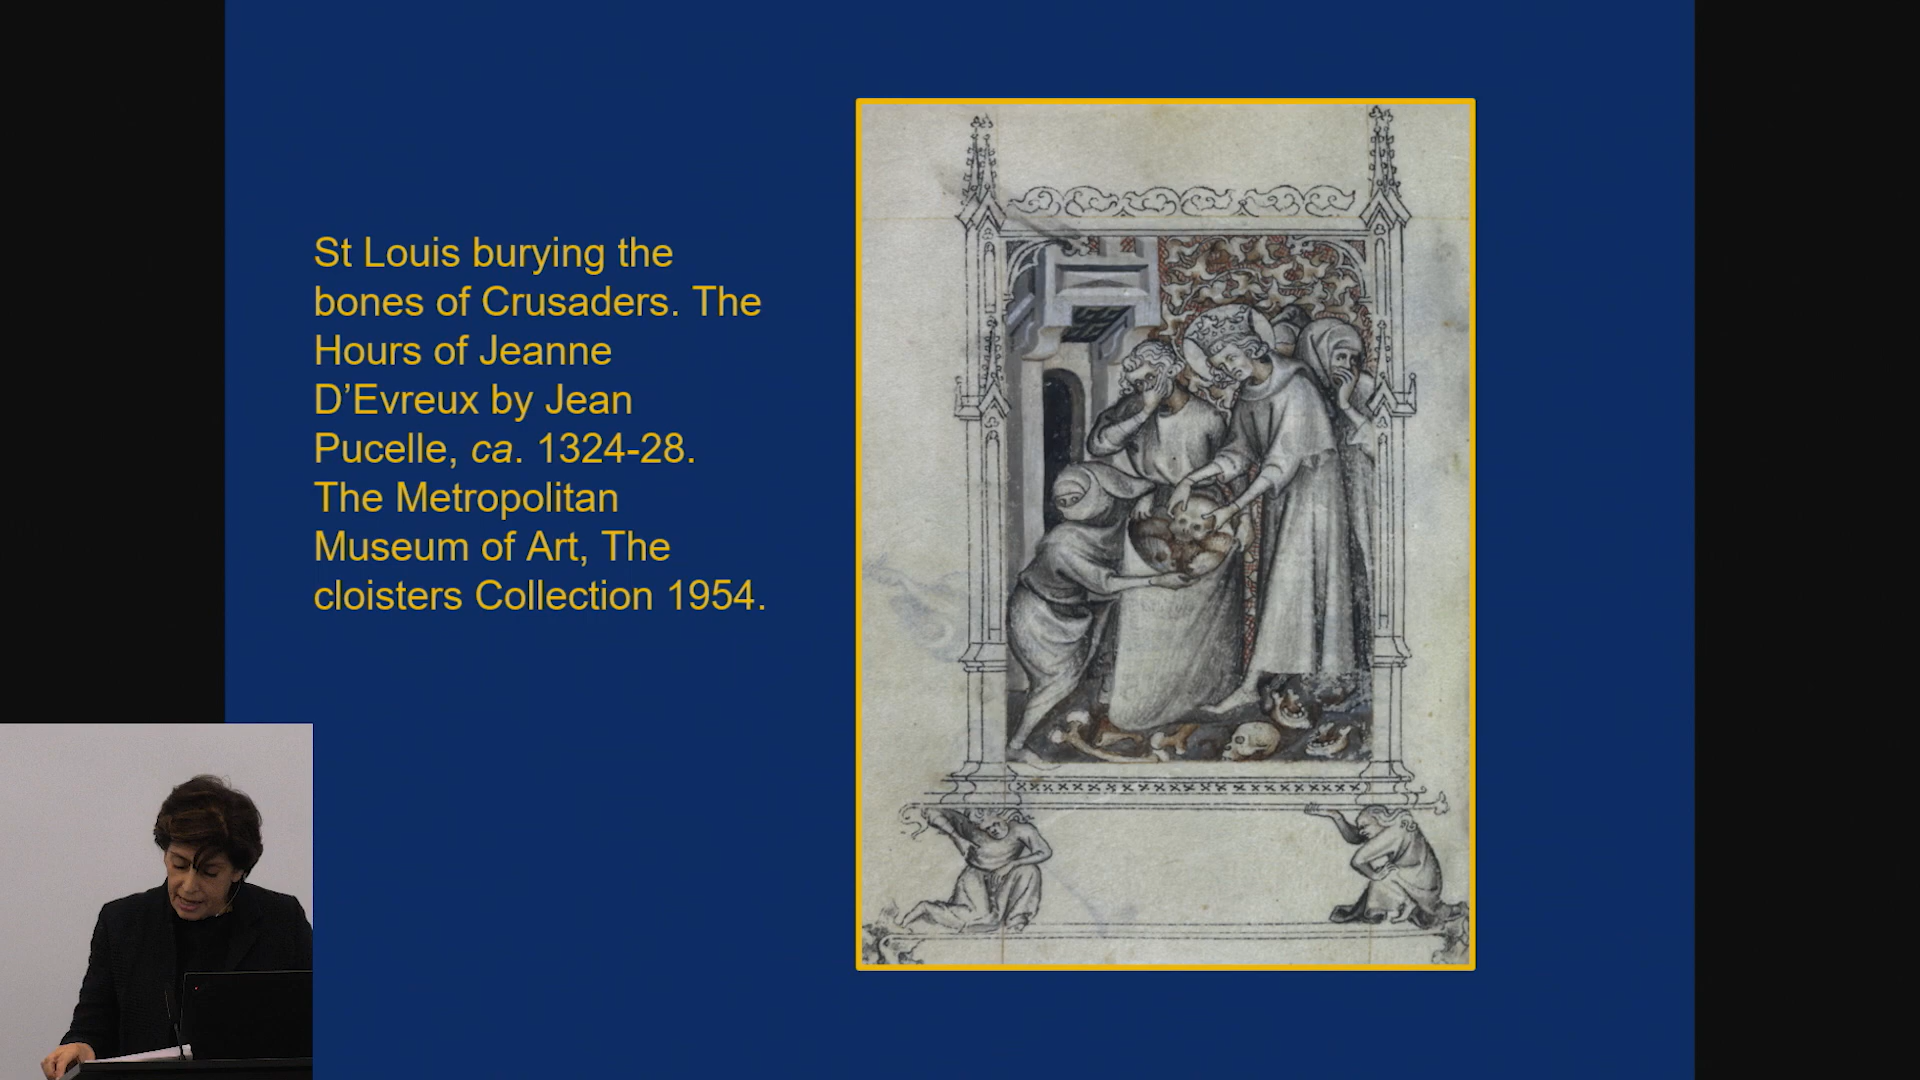 St Louis burying the
bones of Crusaders. The
Hours of Jeanne
D’Evreux by Jean
Pucelle, ca. 1324-28.
The Metropolitan
Museum of Art, The
cloisters Collection 1954.